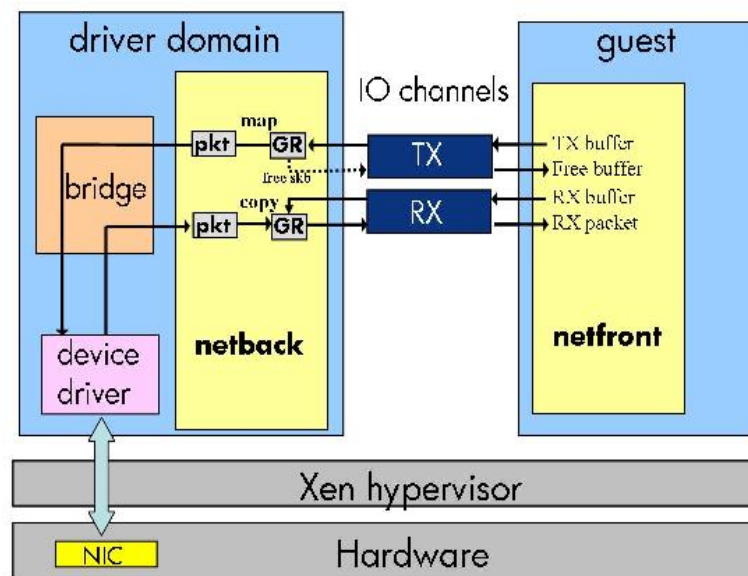 driver domain
guest
IO channels
map
pkt
GR
TX
TX buffer
Free buffer
free skb
bridge
copy
RX
RX buffer
RX packet
pkt
GR
netback
netfront
device
driver
Xen hypervisor
NIC
Hardware